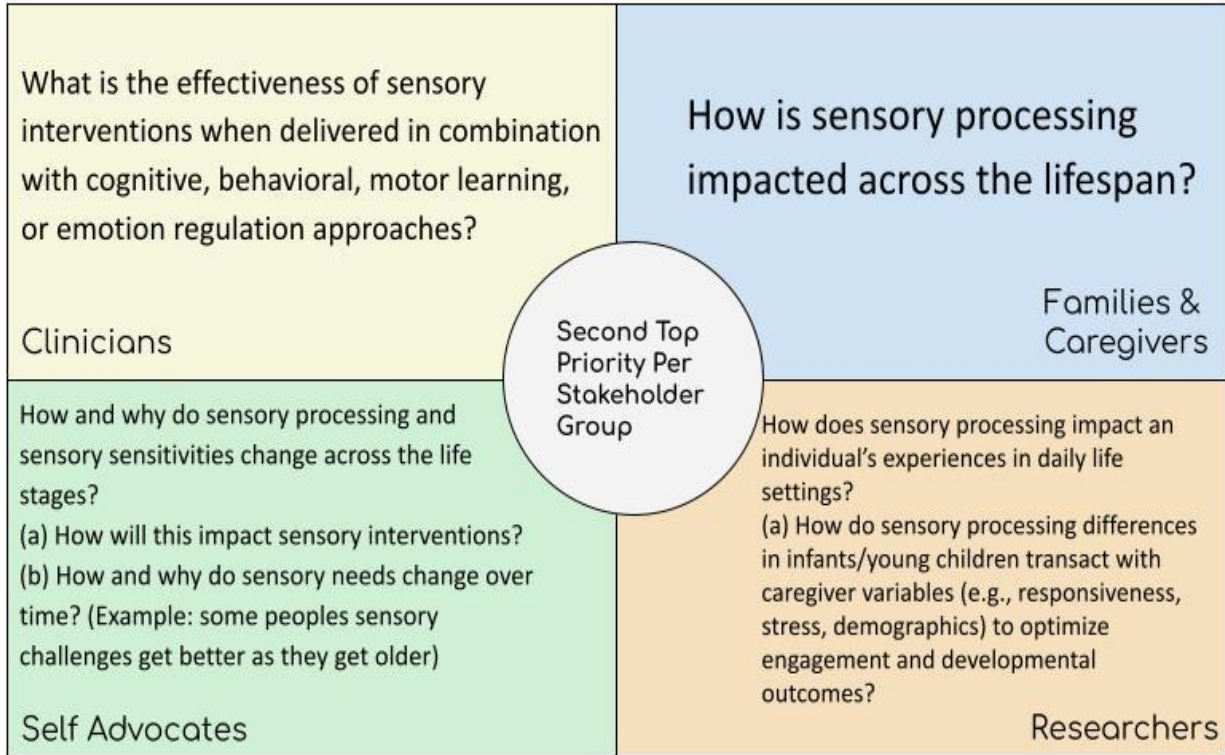 What is the effectiveness of sensory
interventions when delivered in combination
with cognitive, behavioral, motor learning,
or emotion regulation approaches?
Clinicians
How is sensory processing
impacted across the lifespan?
Families &
Caregivers
Second Top
Priority Per
Stakeholder
Group
How and why do sensory processing and
sensory sensitivities change across the life
stages?
(a) How will this impact sensory interventions?
(b) How and why do sensory needs change over
time? (Example: some peoples sensory
challenges get better as they get older)
Self Advocates
How does sensory processing impact an
individual’s experiences in daily life
settings?
(a) How do sensory processing differences
in infants/young children transact with
caregiver variables (e.g., responsiveness,
stress, demographics) to optimize
engagement and developmental
outcomes?
Researchers